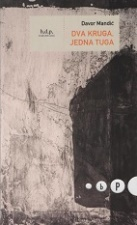 Davor Mandić
DVA KRUGA,
JEDNA TUGA
h.d.p.